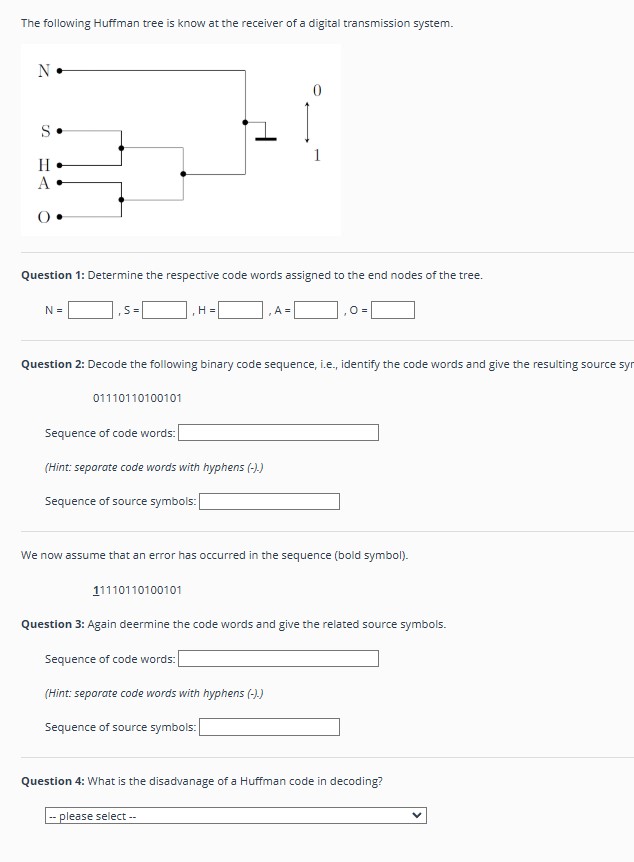 The following Huffman tree is know at the receiver of a digital transmission system.
N
0
S
H
1
A
O
Question 1: Determine the respective code words assigned to the end nodes of the tree.
N = , S = , H = , A = , O =
Question 2: Decode the following binary code sequence, i.e., identify the code words and give the resulting source
01110110100101
Sequence of code words:
(Hint: separate code words with hyphens (-).)
Sequence of source symbols:
We now assume that an error has occurred in the sequence (bold symbol).
11110110100101
Question 3: Again deermine the code words and give the related source symbols.
Sequence of code words:
(Hint: separate code words with hyphens (-).)
Sequence of source symbols:
Question 4: What is the disadvanage of a Huffman code in decoding?
-- please select --